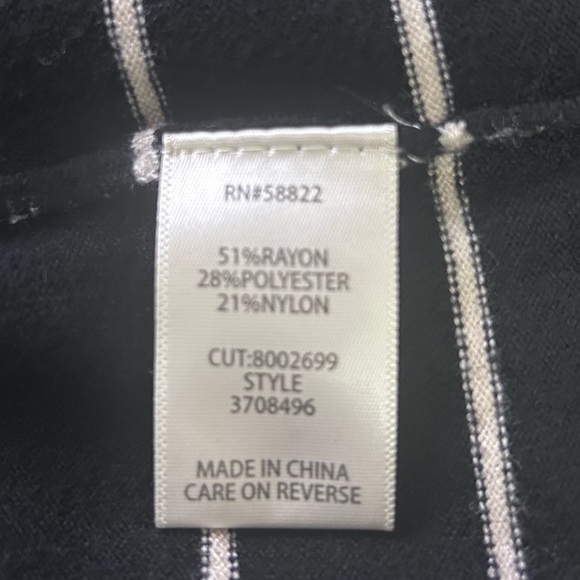 RN#58822
51%RAYON
28%POLYESTER
21%NYLON
CUT:8002699
STYLE
3708496
MADE IN CHINA
CARE ON REVERSE